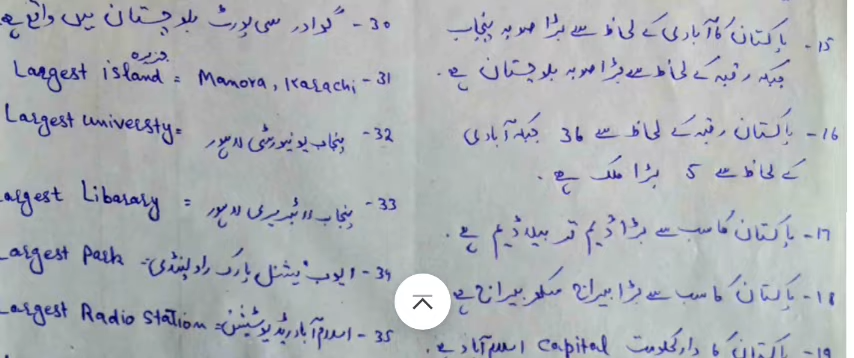 15- پاکستان کا آبادی کے لحاظ سے بڑا صوبہ پنجاب
جبکہ رقبہ کے لحاظ سے بڑا صوبہ بلوچستان ہے۔
16- پاکستان رقبہ کے لحاظ سے 36 جبکہ آبادی
کے لحاظ سے 5 بڑا ملک ہے۔
17- پاکستان کا سب سے بڑا ڈیم تربیلا ڈیم ہے۔
18- پاکستان کا سب سے بڑا بیراج سکھر بیراج ہے
19- پاکستان کا دارلحکومت capital اسلام آباد ہے۔
30- گوادر سی پورٹ بلوچستان میں واقع ہے
جزیرہ
31- Largest island = Manora, Karachi
32- Largest universty= پنجاب یونیورسٹی لاہور
33- Largest Libarary = پنجاب لائبریری لاہور
34- Largest Park = ایوب نیشنل پارک راولپنڈی
35- Largest Radio Station = اسلام آباد ریڈیو سٹیشن